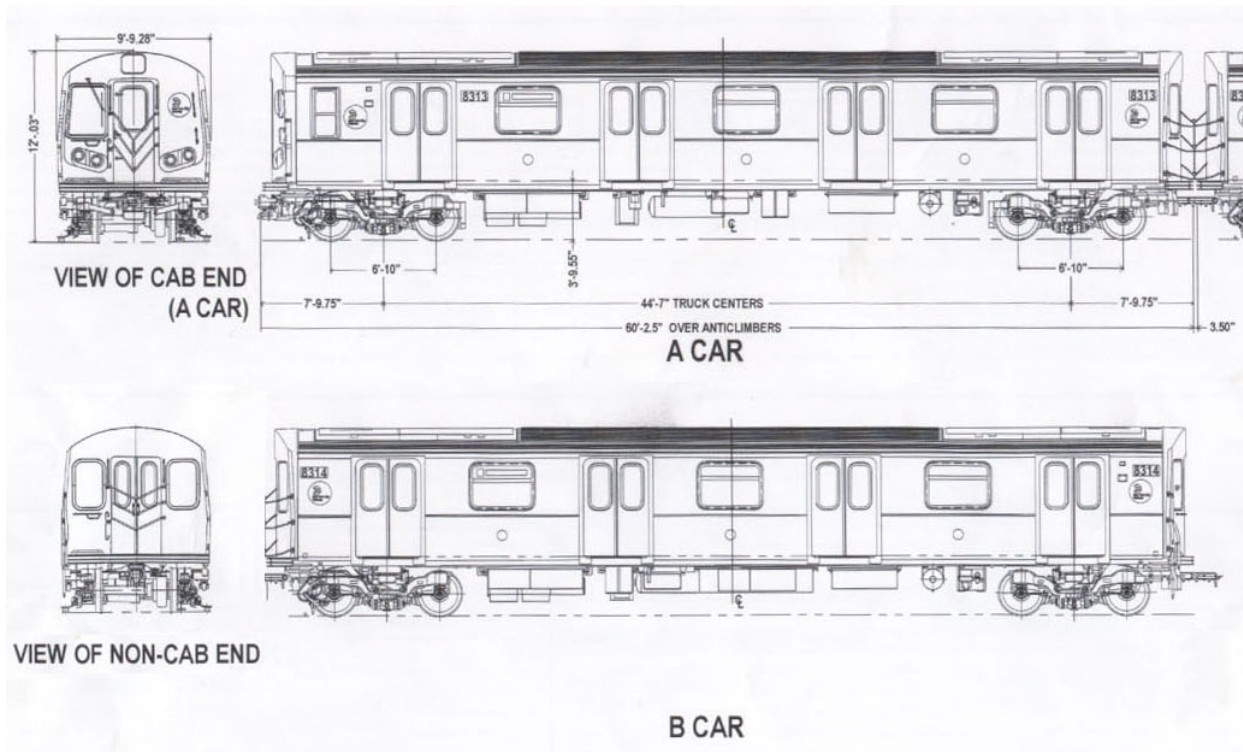 9'-9.28"
12'-.03"
VIEW OF CAB END
(A CAR)
8313
8313
6'-10"
3'-9.55"
6'-10"
7'-9.75"
44'-7" TRUCK CENTERS
7'-9.75"
60'-2.5" OVER ANTICLIMBERS
3.50"
A CAR
8314
8314
VIEW OF NON-CAB END
B CAR